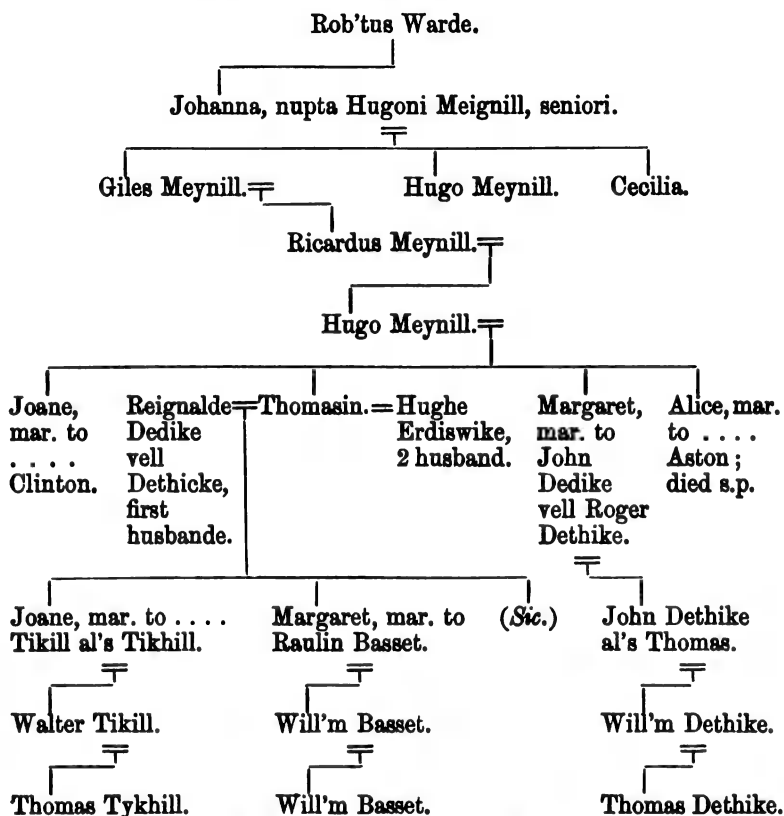 Rob'tus Warde.
Johanna, nupta Hugoni Meignill, seniori.
Giles Meynill. Hugo Meynill. Cecilia.
Ricardus Meynill.
Hugo Meynill.
Joane,
mar. to
. . . .
Clinton.
Reignalde
Dedike
vell
Dethicke,
first
husbande.
Thomasin.
Hughe
Erdiswike,
2 husband.
Margaret,
mar. to
John
Dedike
vell Roger
Dethike.
Alice, mar.
to . . . .
Aston;
died s.p.
Joane, mar. to . . . .
Tikill al's Tikhill.
Margaret, mar. to
Raulin Basset.
(Sic.)
John Dethike
al's Thomas.
Walter Tikill. Will'm Basset. Will'm Dethike.
Thomas Tykhill. Will'm Basset. Thomas Dethike.